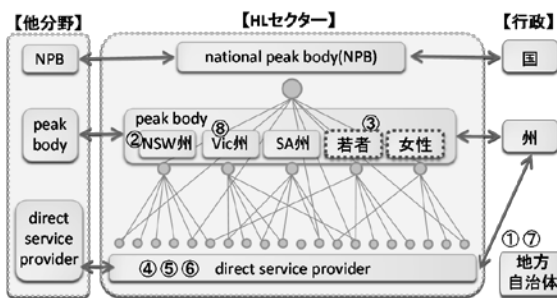 【他分野】
【HLセクター】
【行政】
NPB
national peak body(NPB)
国
peak body
peak
body
②NSW州
⑧
Vic州
SA州
③
若者
女性
州
direct
service
provider
④⑤⑥ direct service provider
①⑦
地方
自治体